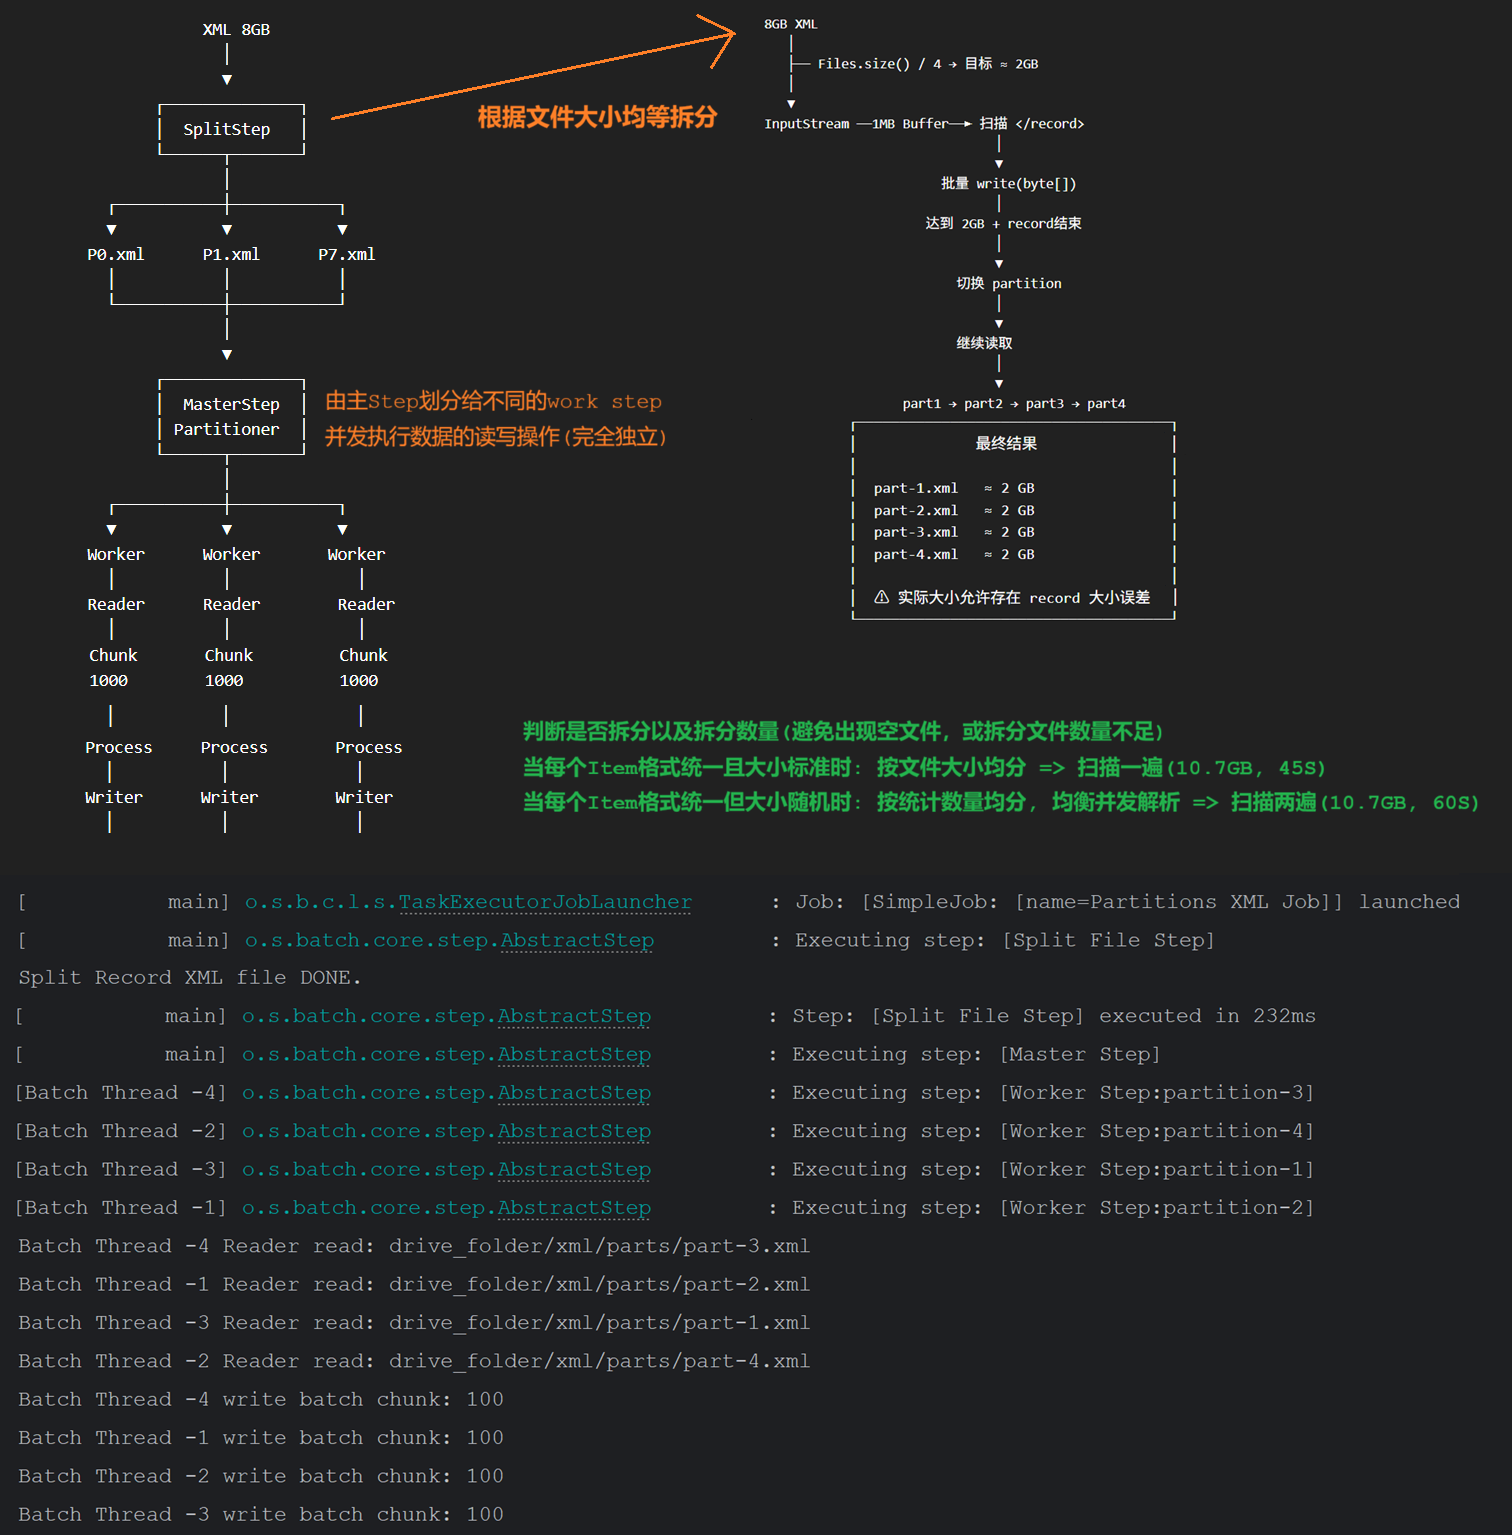 XML 8GB
SplitStep
P0.xml P1.xml P7.xml
MasterStep
Partitioner
Worker Worker Worker
Reader Reader Reader
Chunk Chunk Chunk
1000 1000 1000
Process Process Process
Writer Writer Writer
根据文件大小均等拆分
由主Step划分给不同的work step
并发执行数据的读写操作(完全独立)
8GB XML
Files.size() / 4 → 目标 ≈ 2GB
InputStream ——1MB Buffer—► 扫描 </record>
批量 write(byte[])
达到 2GB + record结束
切换 partition
继续读取
part1 → part2 → part3 → part4
最终结果
part-1.xml ≈ 2 GB
part-2.xml ≈ 2 GB
part-3.xml ≈ 2 GB
part-4.xml ≈ 2 GB
⚠ 实际大小允许存在 record 大小误差
判断是否拆分以及拆分数量(避免出现空文件, 或拆分文件数量不足)
当每个Item格式统一且大小标准时: 按文件大小均分 => 扫描一遍(10.7GB, 45S)
当每个Item格式统一但大小随机时: 按统计数量均分, 均衡并发解析 => 扫描两遍(10.7GB, 60S)
[ main] o.s.b.c.l.s.TaskExecutorJobLauncher : Job: [SimpleJob: [name=Partitions XML Job]] launched
[ main] o.s.batch.core.step.AbstractStep : Executing step: [Split File Step]
Split Record XML file DONE.
[ main] o.s.batch.core.step.AbstractStep : Step: [Split File Step] executed in 232ms
[ main] o.s.batch.core.step.AbstractStep : Executing step: [Master Step]
[Batch Thread -4] o.s.batch.core.step.AbstractStep : Executing step: [Worker Step:partition-3]
[Batch Thread -2] o.s.batch.core.step.AbstractStep : Executing step: [Worker Step:partition-4]
[Batch Thread -3] o.s.batch.core.step.AbstractStep : Executing step: [Worker Step:partition-1]
[Batch Thread -1] o.s.batch.core.step.AbstractStep : Executing step: [Worker Step:partition-2]
Batch Thread -4 Reader read: drive_folder/xml/parts/part-3.xml
Batch Thread -1 Reader read: drive_folder/xml/parts/part-2.xml
Batch Thread -3 Reader read: drive_folder/xml/parts/part-1.xml
Batch Thread -2 Reader read: drive_folder/xml/parts/part-4.xml
Batch Thread -4 write batch chunk: 100
Batch Thread -1 write batch chunk: 100
Batch Thread -2 write batch chunk: 100
Batch Thread -3 write batch chunk: 100